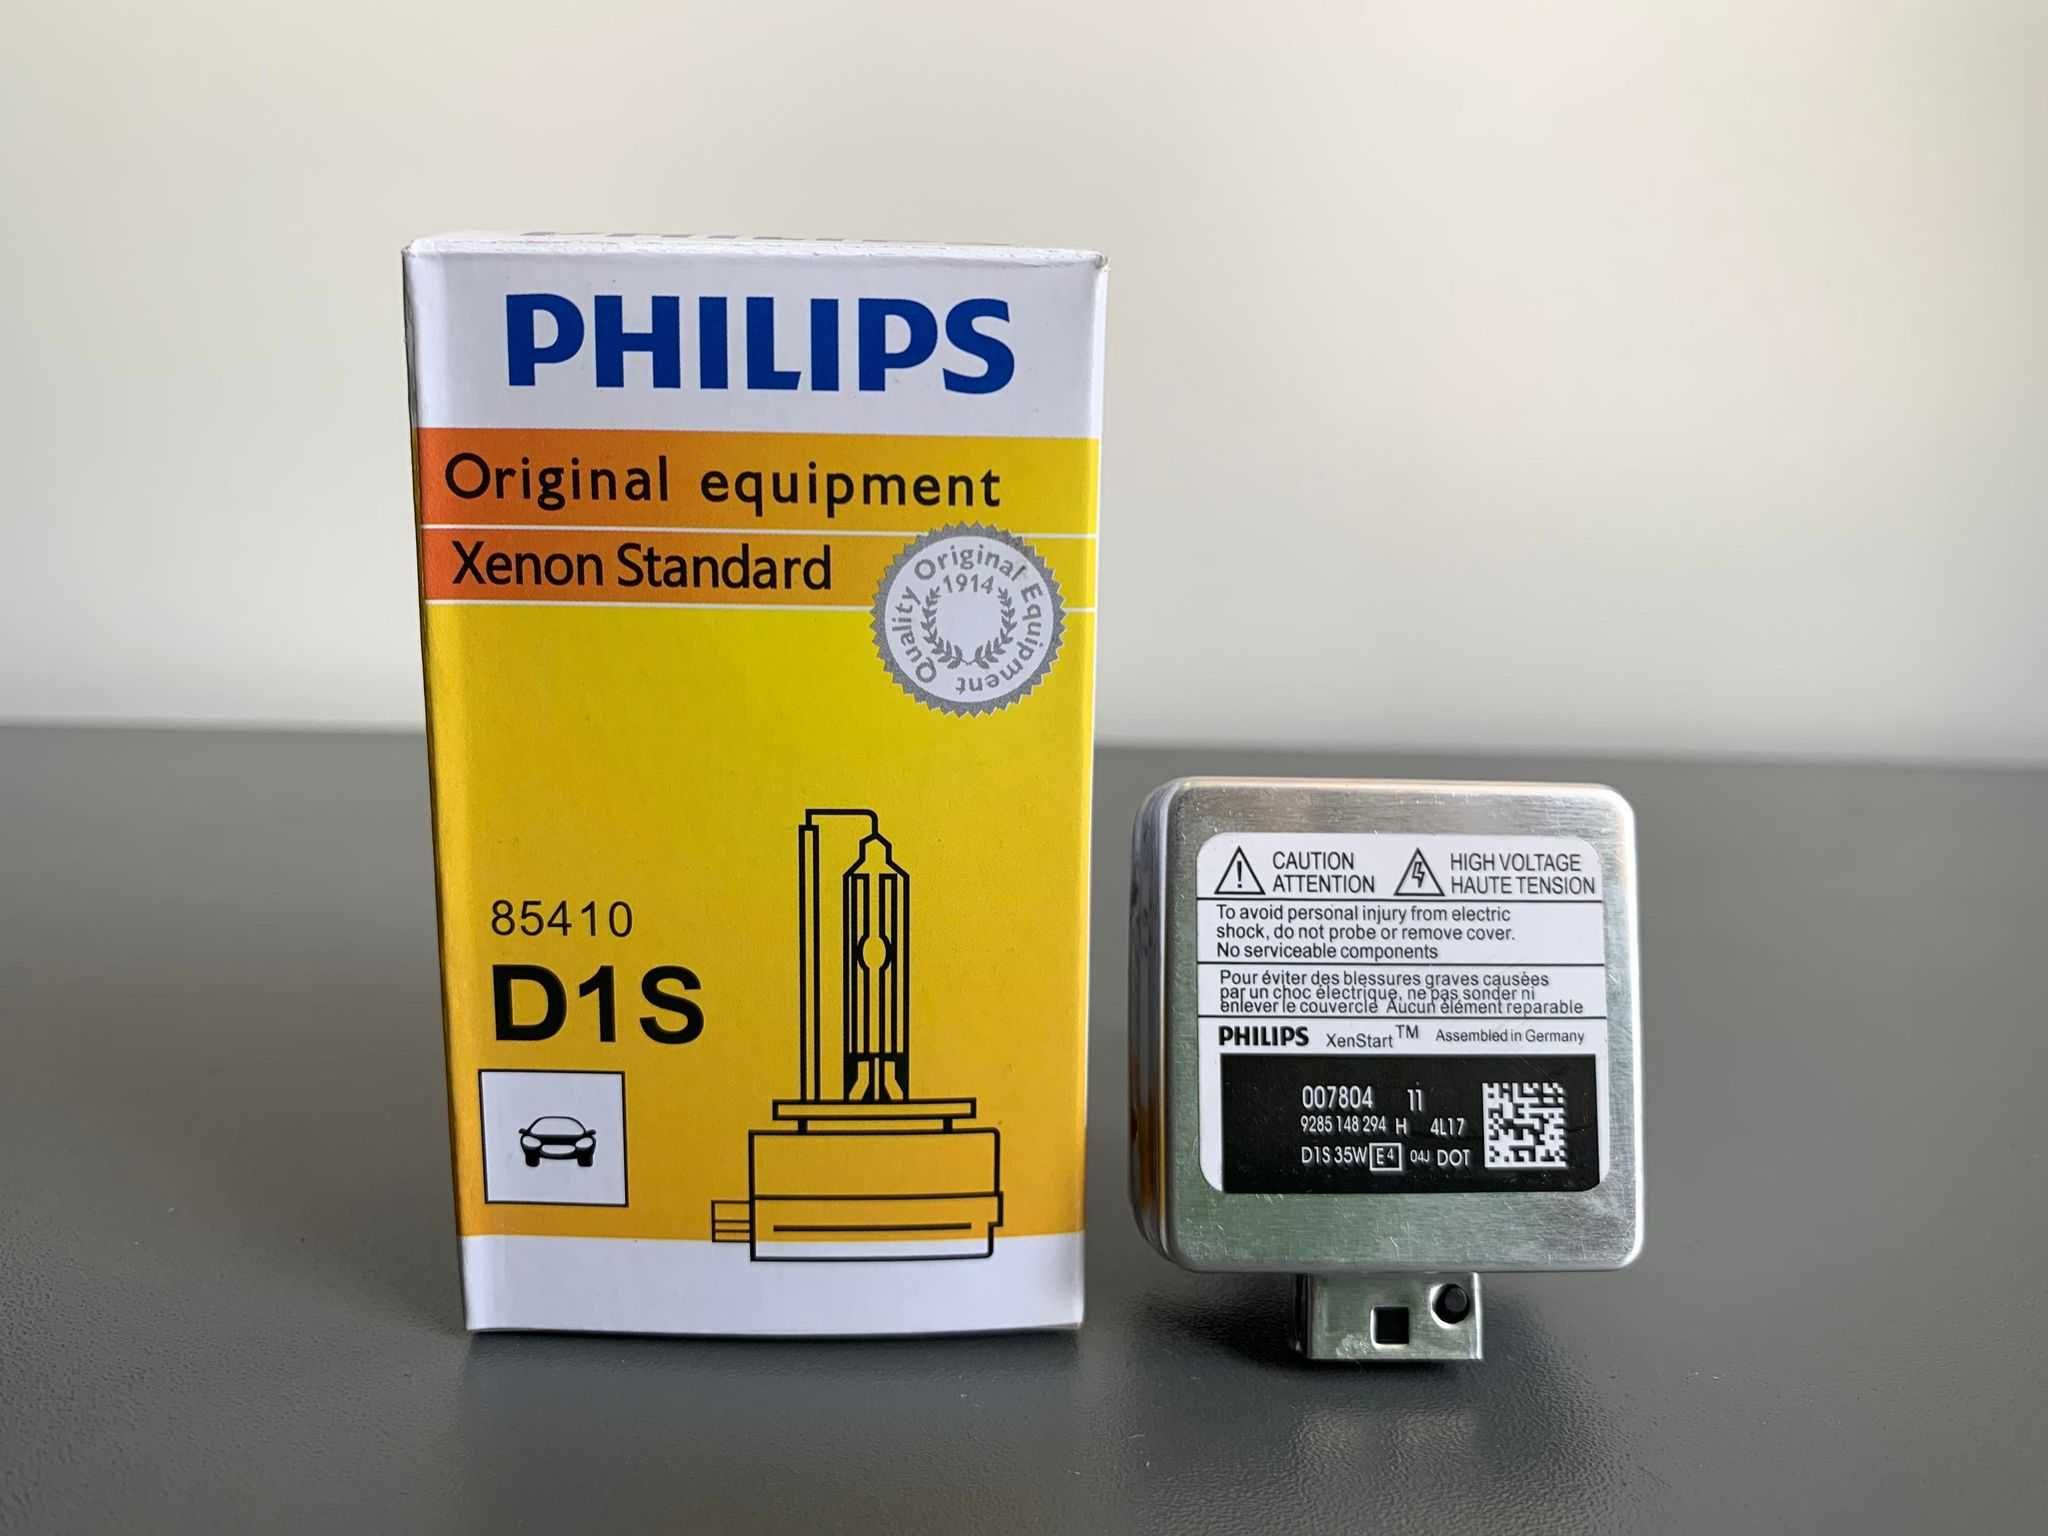 PHILIPS
Original equipment
Xenon Standard
Quality Original Equipment
1914
85410
D1S
CAUTION
ATTENTION
HIGH VOLTAGE
HAUTE TENSION
To avoid personal injury from electric
shock, do not probe or remove cover.
No serviceable components
Pour éviter des blessures graves causées
par un choc électrique, ne pas sonder ni
enlever le couvercle Aucun élément reparable
PHILIPS XenStart™ Assembled in Germany
007804 11
9285 148 294 H 4L17
D1S 35W E4 04J DOT